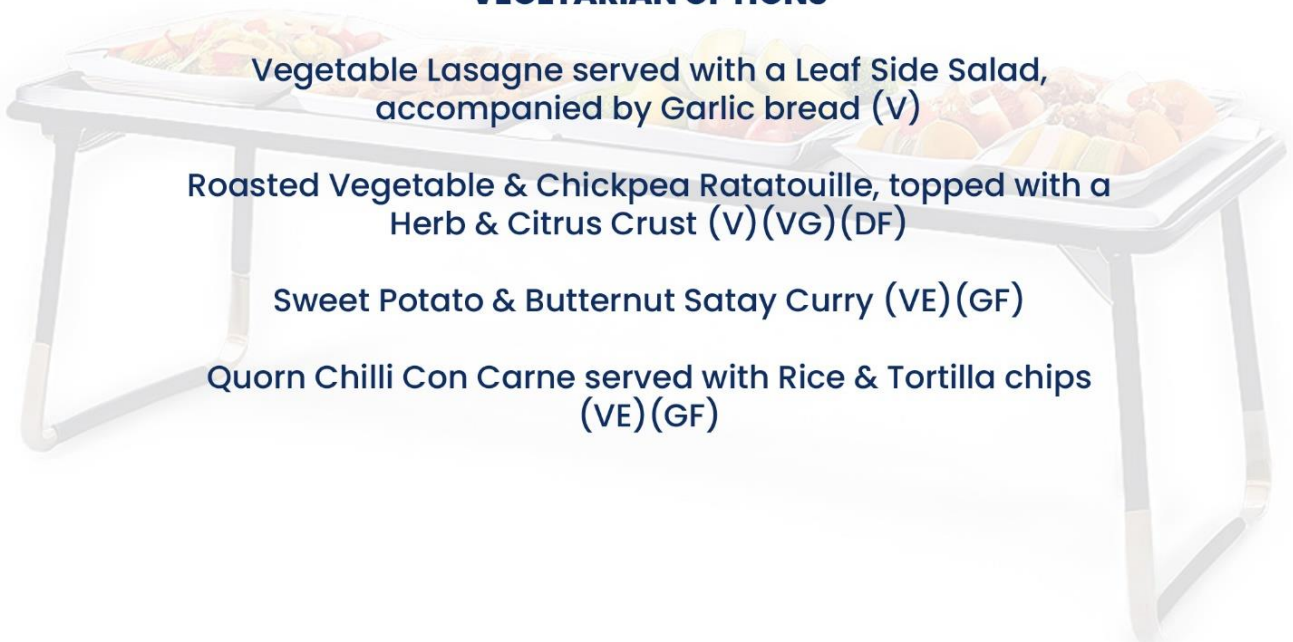 VEGETARIAN OPTIONS
Vegetable Lasagne served with a Leaf Side Salad,
accompanied by Garlic bread (V)
Roasted Vegetable & Chickpea Ratatouille, topped with a
Herb & Citrus Crust (V)(VG)(DF)
Sweet Potato & Butternut Satay Curry (VE)(GF)
Quorn Chilli Con Carne served with Rice & Tortilla chips
(VE)(GF)